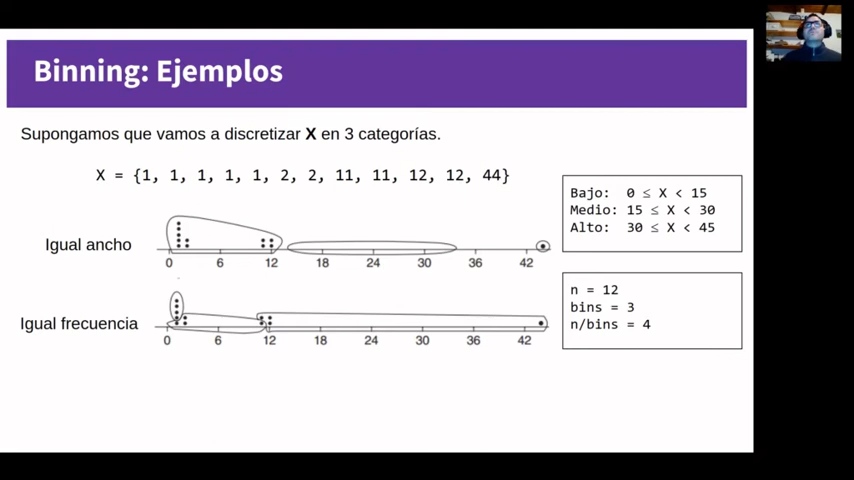 Binning: Ejemplos
Supongamos que vamos a discretizar X en 3 categorías.
X = {1, 1, 1, 1, 1, 2, 2, 11, 11, 12, 12, 44}
Igual ancho
0 6 12 18 24 30 36 42
Bajo: 0 ≤ X < 15
Medio: 15 ≤ X < 30
Alto: 30 ≤ X < 45
Igual frecuencia
0 6 12 18 24 30 36 42
n = 12
bins = 3
n/bins = 4